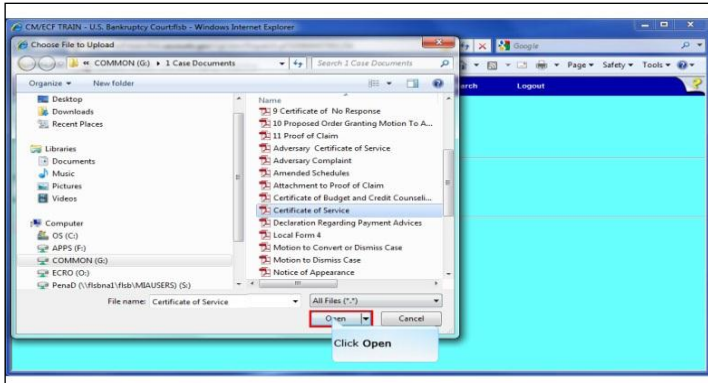 CM/ECF TRAIN - U.S. Bankruptcy Court:flsb - Windows Internet Explorer
Choose File to Upload
Google
COMMON (G:) 1 Case Documents
Search 1 Case Documents
Page Safety Tools
Organize New folder
arch Logout
Desktop
Downloads
Recent Places
Libraries
Documents
Music
Pictures
Videos
Computer
OS (C:)
APPS (F:)
COMMON (G:)
ECRO (O:)
PenaD (\\flsbna1\flsb\MIAUSERS) (S:)
Name
9 Certificate of No Response
10 Proposed Order Granting Motion To A...
11 Proof of Claim
Adversary Certificate of Service
Adversary Complaint
Amended Schedules
Attachment to Proof of Claim
Certificate of Budget and Credit Counseli...
Certificate of Service
Declaration Regarding Payment Advices
Local Form 4
Motion to Convert or Dismiss Case
Motion to Dismiss Case
Notice of Appearance
File name: Certificate of Service
All Files (*.*)
Open Cancel
Click Open